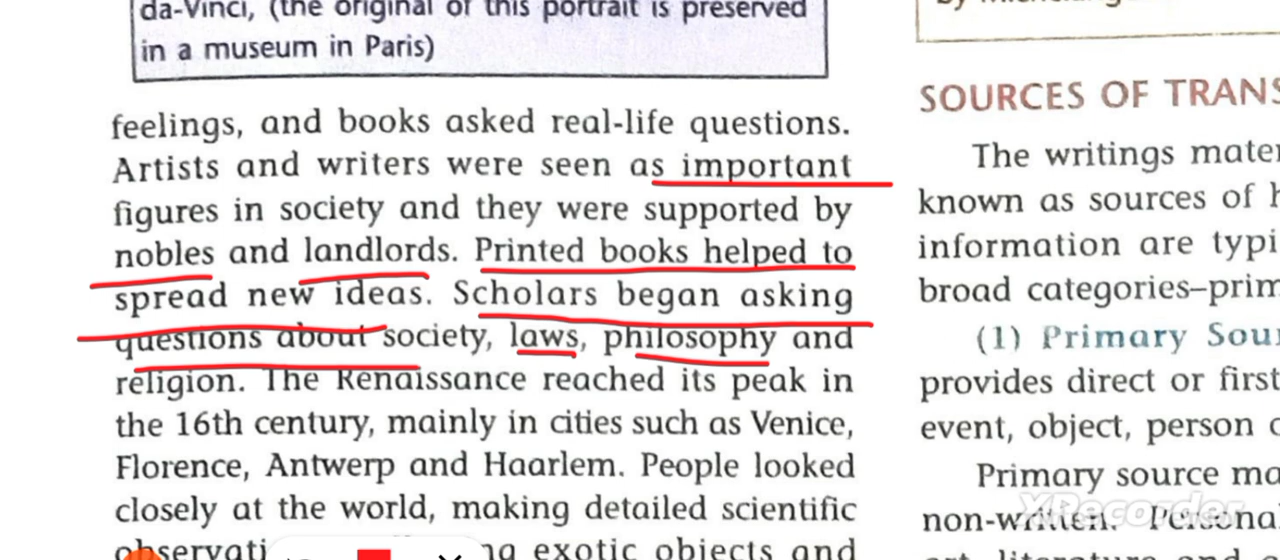 da-Vinci, (the original of this portrait is preserved
in a museum in Paris)
feelings, and books asked real-life questions.
Artists and writers were seen as important
figures in society and they were supported by
nobles and landlords. Printed books helped to
spread new ideas. Scholars began asking
questions about society, laws, philosophy and
religion. The Renaissance reached its peak in
the 16th century, mainly in cities such as Venice,
Florence, Antwerp and Haarlem. People looked
closely at the world, making detailed scientific
exotic objects and
SOURCES OF TRANS
The writings mater
known as sources of h
information are typi
broad categories–prim
(1) Primary Sour
provides direct or first
event, object, person o
Primary source ma
non-written. Persona
XRecorder